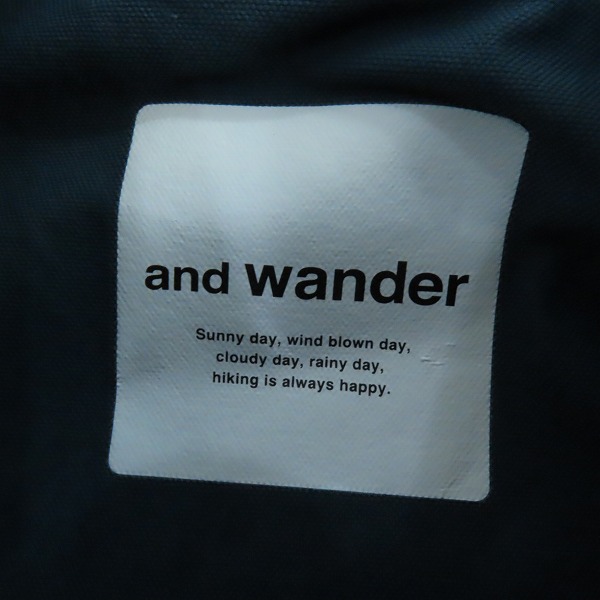 and wander
Sunny day, wind blown day,
cloudy day, rainy day,
hiking is always happy.